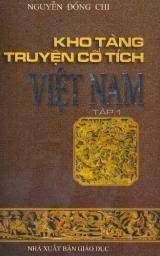 NGUYỄN ĐỔNG CHI
KHO TÀNG
TRUYỆN CỔ TÍCH
VIỆT NAM
TẬP 1
NHÀ XUẤT BẢN GIÁO DỤC